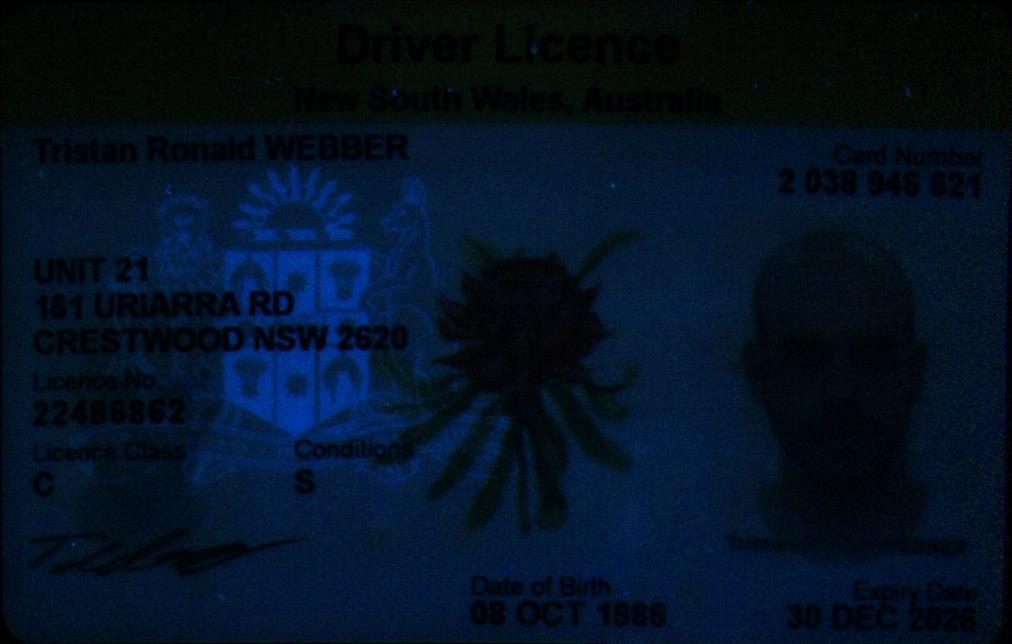 Driver Licence
New South Wales, Australia
Tristan Ronald WEBBER
Card Number
2 038 946 621
UNIT 21
161 URIARRA RD
CRESTWOOD NSW 2620
Licence No.
22486862
Licence Class
Conditions
C
S
Date of Birth
08 OCT 1986
Expiry Date
30 DEC 2026